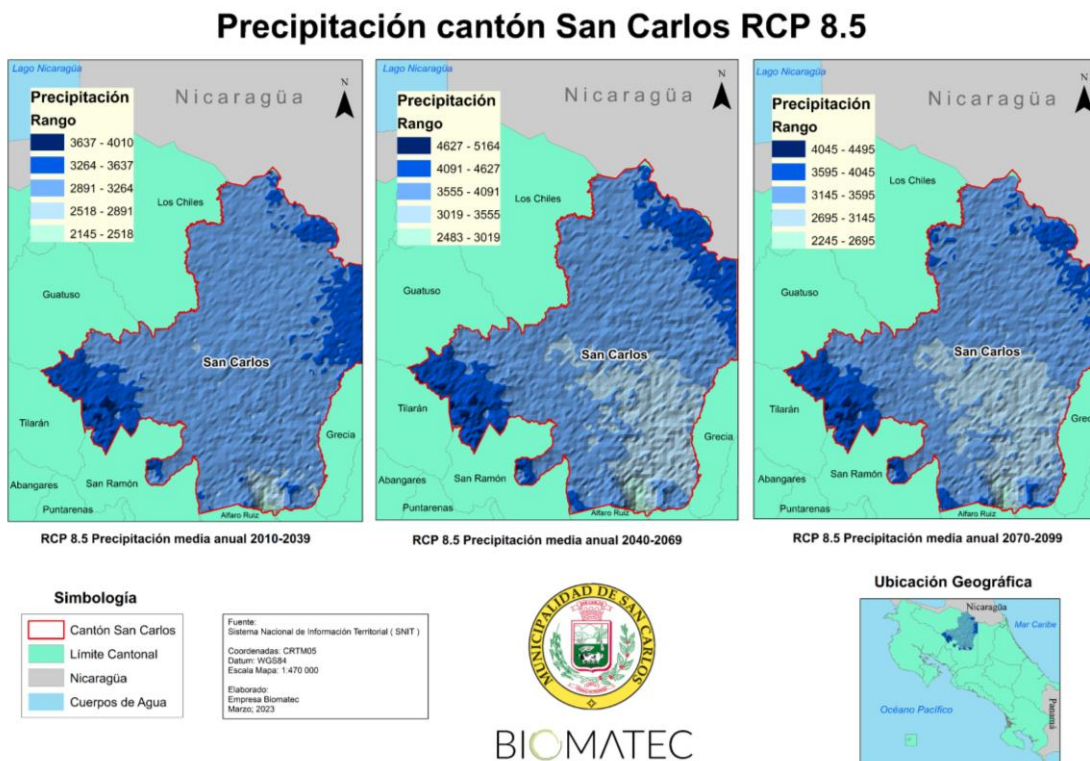 Precipitación cantón San Carlos RCP 8.5
Lago Nicaragüa
Nicaragüa
N
Precipitación
Rango
3637 - 4010
3264 - 3637
2891 - 3264
2518 - 2891
2145 - 2518
Los Chiles
Guatuso
San Carlos
Tilarán
Grecia
San Ramón
Abangares
Puntarenas
Alfaro Ruiz
RCP 8.5 Precipitación media anual 2010-2039
Lago Nicaragüa
Nicaragüa
N
Precipitación
Rango
4627 - 5164
4091 - 4627
3555 - 4091
3019 - 3555
2483 - 3019
Los Chiles
Guatuso
San Carlos
Tilarán
Grecia
San Ramón
Abangares
Puntarenas
Alfaro Ruiz
RCP 8.5 Precipitación media anual 2040-2069
Lago Nicaragüa
Nicaragüa
N
Precipitación
Rango
4045 - 4495
3595 - 4045
3145 - 3595
2695 - 3145
2245 - 2695
Los Chiles
Guatuso
San Carlos
Tilarán
Grec
San Ramón
Abangares
Puntarenas
Alfaro Ruiz
RCP 8.5 Precipitación media anual 2070-2099
Simbología
Cantón San Carlos
Límite Cantonal
Nicaragüa
Cuerpos de Agua
Fuente:
Sistema Nacional de Información Territorial ( SNIT )
Coordenadas: CRTM05
Datum: WGS84
Escala Mapa: 1:470 000
Elaborado:
Empresa Biomatec
Marzo; 2023
MUNICIPALIDAD DE SAN CARLOS
BIOMATEC
Ubicación Geográfica
Nicaragüa
Mar Caribe
Océano Pacífico
Panamá